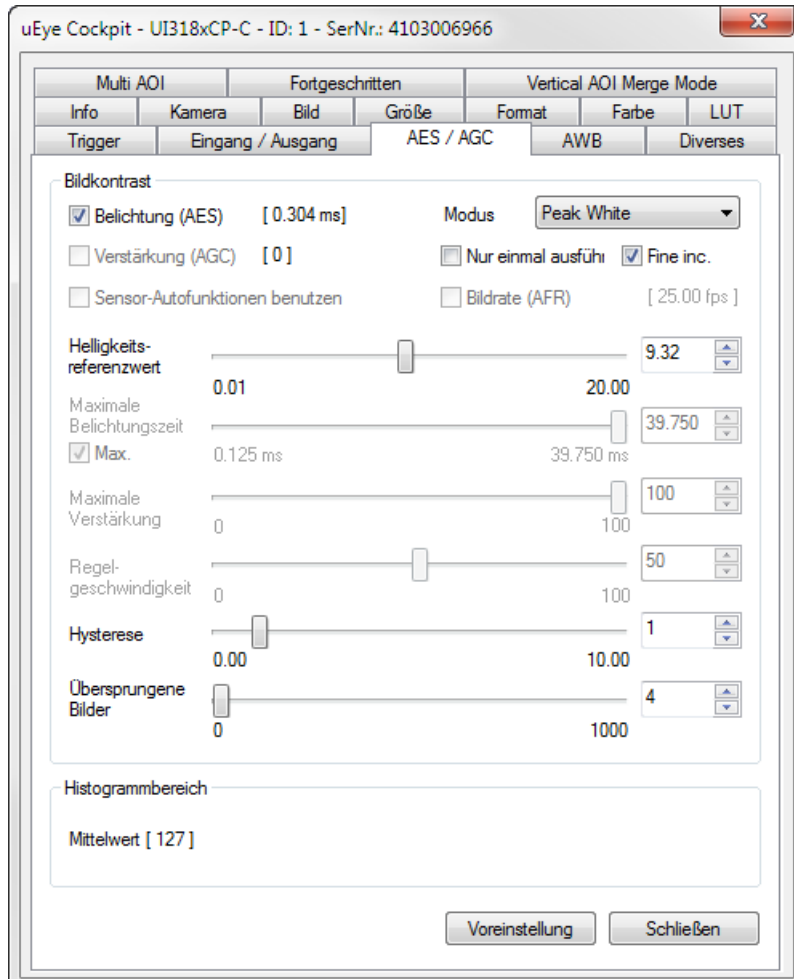 uEye Cockpit - UI318xCP-C - ID: 1 - SerNr.: 4103006966
Multi AOI Fortgeschritten Vertical AOI Merge Mode
Info Kamera Bild Größe Format Farbe LUT
Trigger Eingang / Ausgang AES / AGC AWB Diverses
Bildkontrast
Belichtung (AES) [ 0.304 ms] Modus Peak White
Verstärkung (AGC) [ 0 ] Nur einmal ausführ Fine inc.
Sensor-Autofunktionen benutzen Bildrate (AFR) [ 25.00 fps ]
Helligkeits-
referenzwert 9.32
0.01 20.00
Maximale
Belichtungszeit 39.750
Max. 0.125 ms 39.750 ms
Maximale 100
Verstärkung
0 100
Regel- 50
geschwindigkeit
0 100
Hysterese 1
0.00 10.00
Übersprungene
Bilder 4
0 1000
Histogrammbereich
Mittelwert [ 127 ]
Voreinstellung Schließen